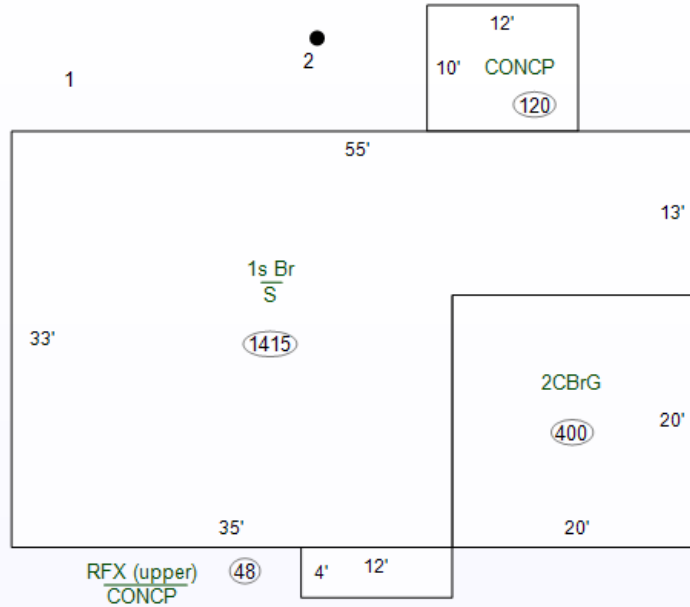 12'
2
10' CONCP
1
120
55'
13'
1s Br
S
33'
1415
2CBrG
20'
400
35'
20'
RFX (upper)
CONCP
48
4'
12'